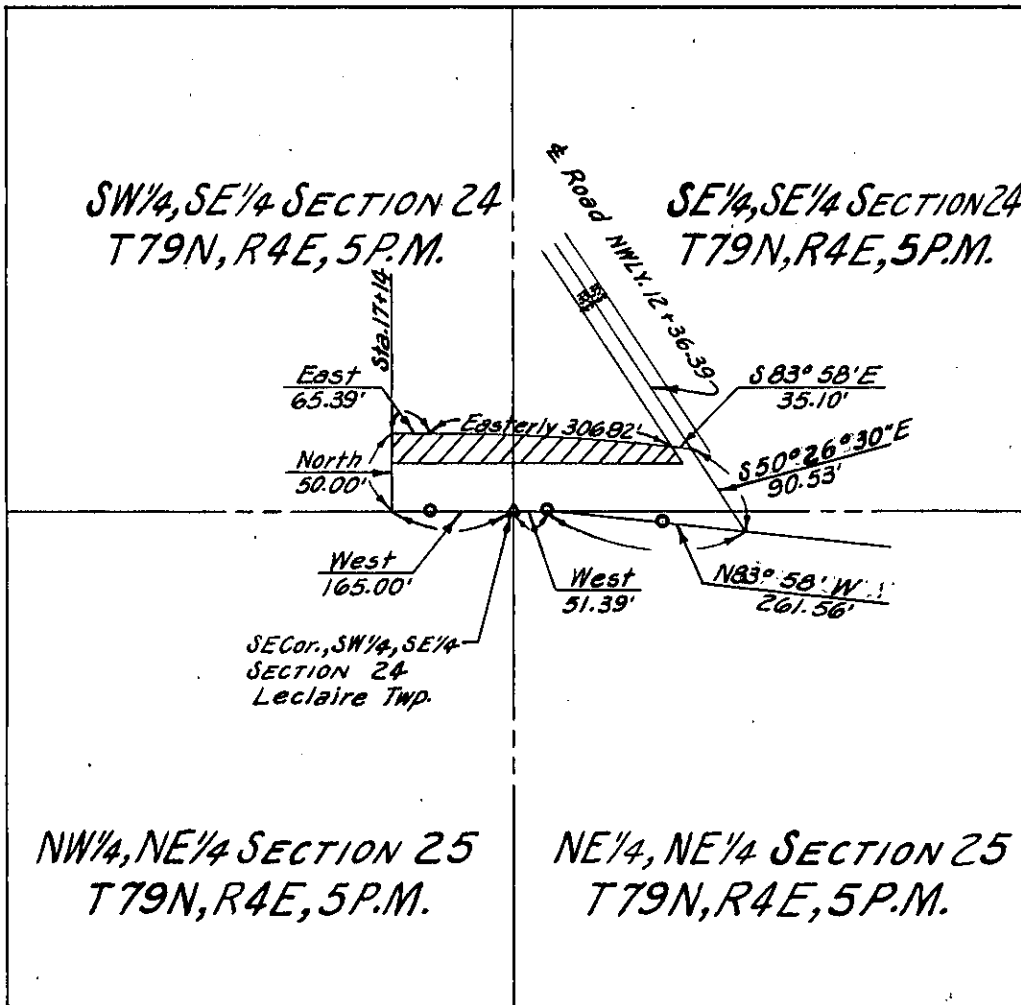 SW¼, SE¼ SECTION 24
T79N, R4E, 5P.M.
SE¼, SE¼ SECTION 24
T79N, R4E, 5P.M.
℄ Road NWLY. 12+36.39
Sta. 17+14
East
65.39'
Easterly 306.82'
S 83° 58' E
35.10'
North
50.00'
S 50° 26' 30" E
90.53'
West
165.00'
West
51.39'
N 83° 58' W
261.56'
SE Cor., SW¼, SE¼
SECTION 24
Leclaire Twp.
NW¼, NE¼ SECTION 25
T79N, R4E, 5P.M.
NE¼, NE¼ SECTION 25
T79N, R4E, 5P.M.